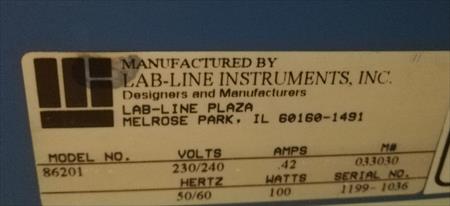 MANUFACTURED BY
LAB-LINE INSTRUMENTS, INC.
Designers and Manufacturers
LAB-LINE PLAZA
MELROSE PARK, IL 60160-1491
MODEL NO. VOLTS AMPS M#
86201 230/240 .42 033030
HERTZ WATTS SERIAL NO.
50/60 100 1199-1036